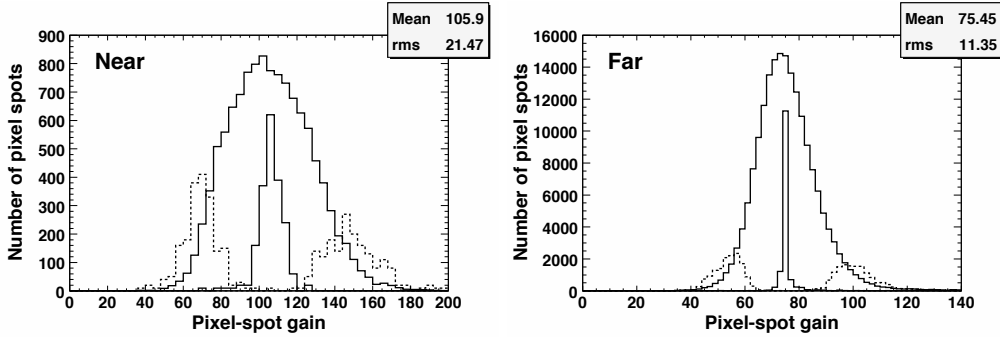 Mean 105.9
rms 21.47
Near
Number of pixel spots
900
800
700
600
500
400
300
200
100
0
0 20 40 60 80 100 120 140 160 180 200
Pixel-spot gain
Mean 75.45
rms 11.35
Far
Number of pixel spots
16000
14000
12000
10000
8000
6000
4000
2000
0
0 20 40 60 80 100 120 140
Pixel-spot gain